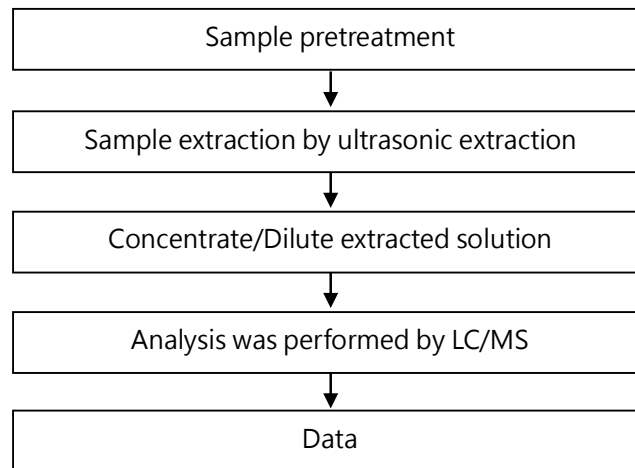 Sample pretreatment
Sample extraction by ultrasonic extraction
Concentrate/Dilute extracted solution
Analysis was performed by LC/MS
Data